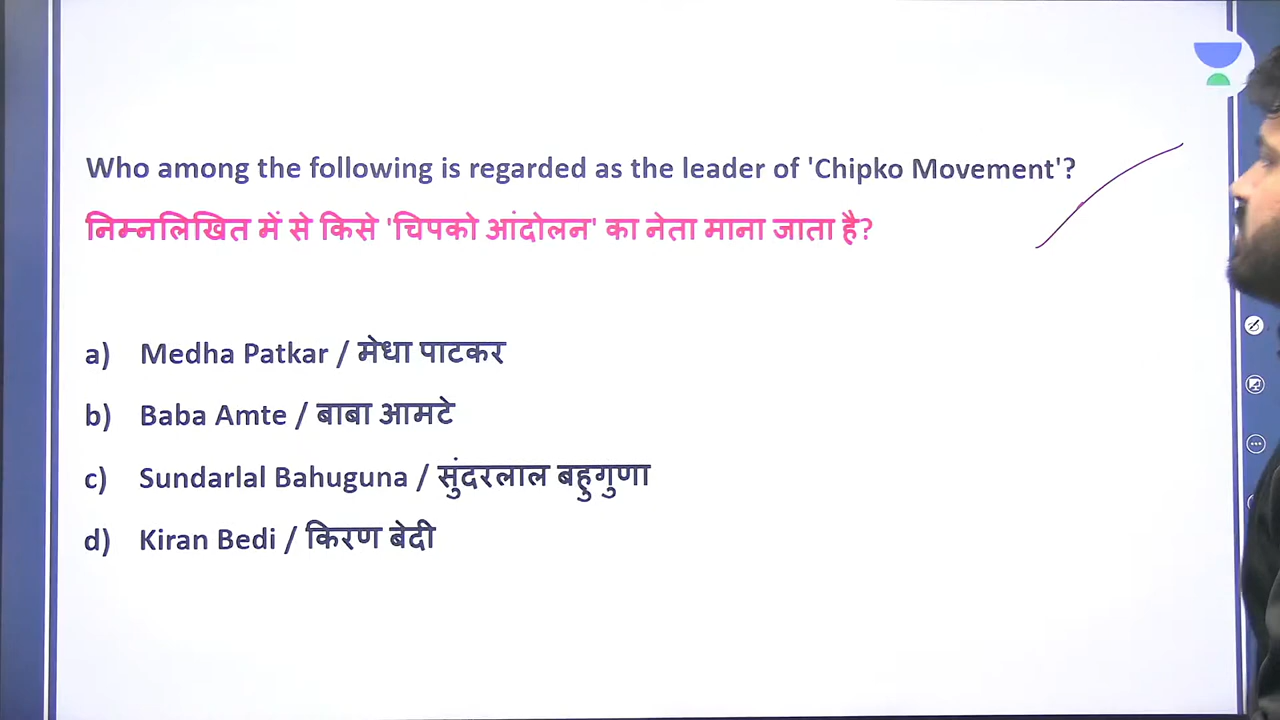 Who among the following is regarded as the leader of 'Chipko Movement'?
निम्नलिखित में से किसे 'चिपको आंदोलन' का नेता माना जाता है?
a) Medha Patkar / मेधा पाटकर
b) Baba Amte / बाबा आमटे
c) Sundarlal Bahuguna / सुंदरलाल बहुगुणा
d) Kiran Bedi / किरण बेदी